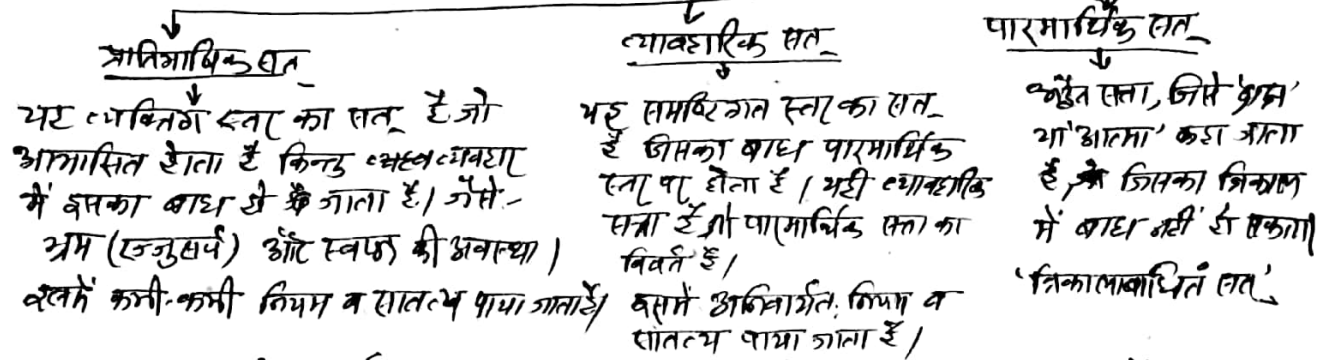 प्रातिभाषिक सत्
यह व्यक्तिगत स्तर का सत् है जो
आभासित होता है किन्तु व्यवहार
में इसका बाध हो जाता है। जैसे:-
भ्रम (रज्जुसर्प) और स्वप्न की अवस्था।
इसमें कभी-कभी नियम व सातत्य पाया जाता है।
व्यावहारिक सत्
यह समष्टिगत स्तर का सत्
है जिसका बाध पारमार्थिक
स्तर पर होता है। यही व्यावहारिक
सत्ता है जो पारमार्थिक सत्ता का
विवर्त है।
इसमें अनिवार्यत: नियम व
सातत्य पाया जाता है।
पारमार्थिक सत्
अद्वैत सत्ता, जिसे 'ब्रह्म'
या 'आत्मा' कहा जाता
है, जिसका त्रिकाल
में बाध नहीं हो सकता।
'त्रिकालाबाधितं सत्'